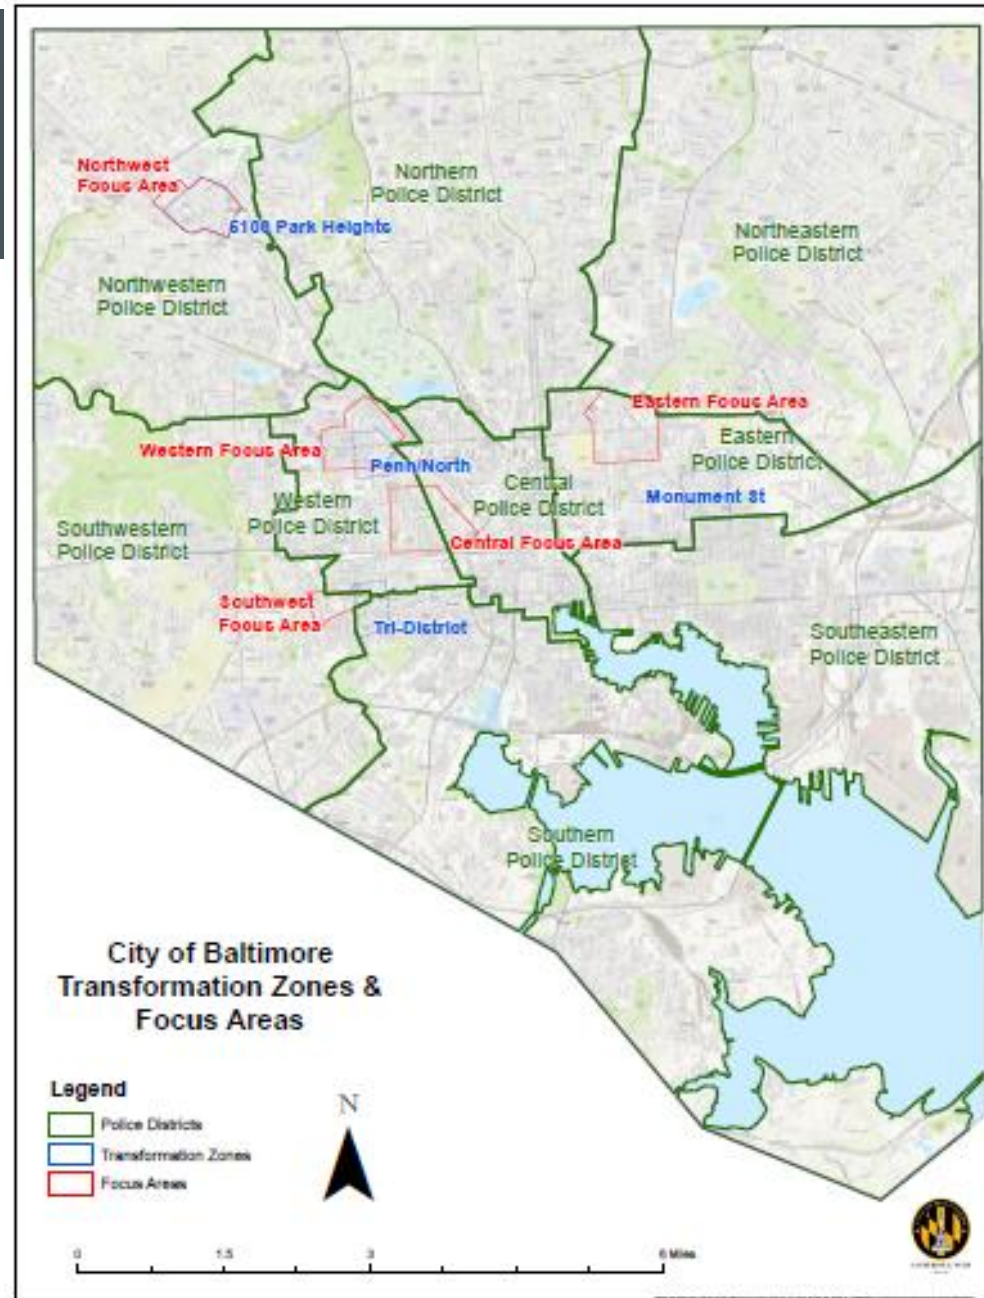 Northwest
Focus Area
Northern
Police District
5100 Park Heights
Northeastern
Police District
Northwestern
Police District
Eastern Focus Area
Eastern
Police District
Western Focus Area
Penn/North
Central
Police District
Monument St
Western
Police District
Southwestern
Police District
Central Focus Area
Southwest
Focus Area
Tri-District
Southeastern
Police District
Southern
Police District
City of Baltimore
Transformation Zones &
Focus Areas
Legend
Police Districts
Transformation Zones
Focus Areas
N
0 1.5 3 6 Miles